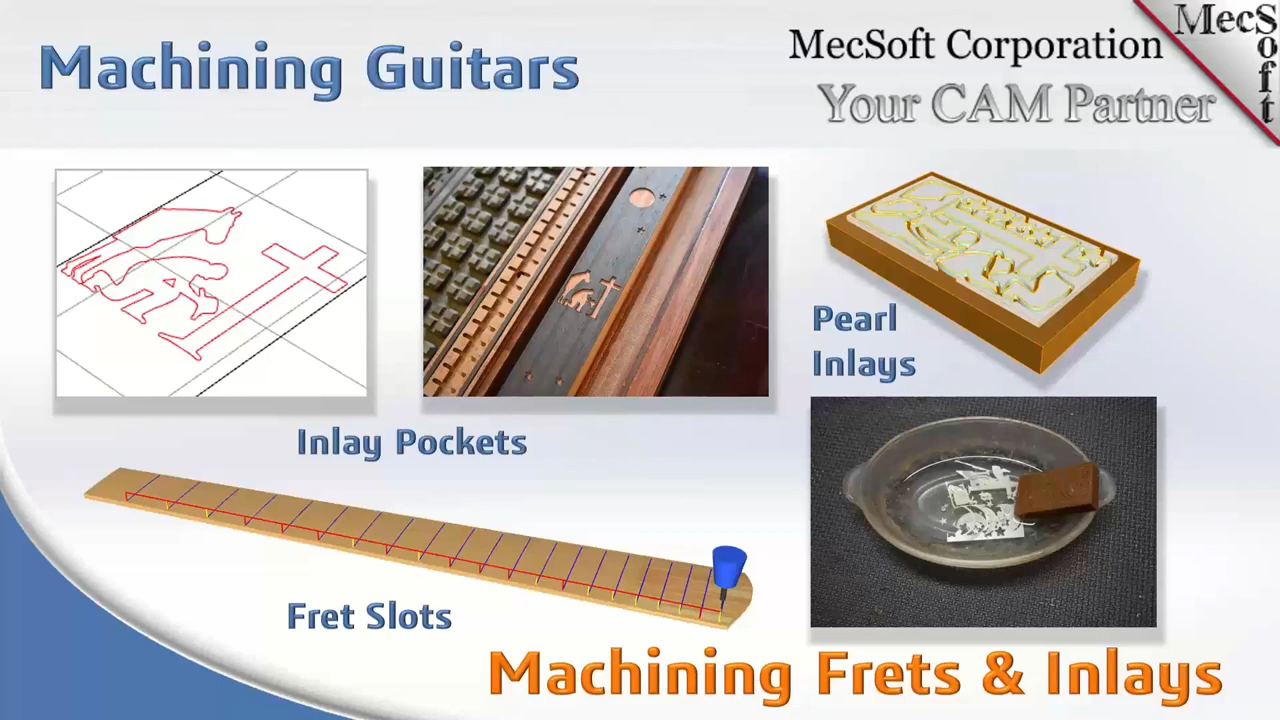 Machining Guitars
MecSoft Corporation
Your CAM Partner
MecSoft
Pearl
Inlays
Inlay Pockets
Fret Slots
Machining Frets & Inlays